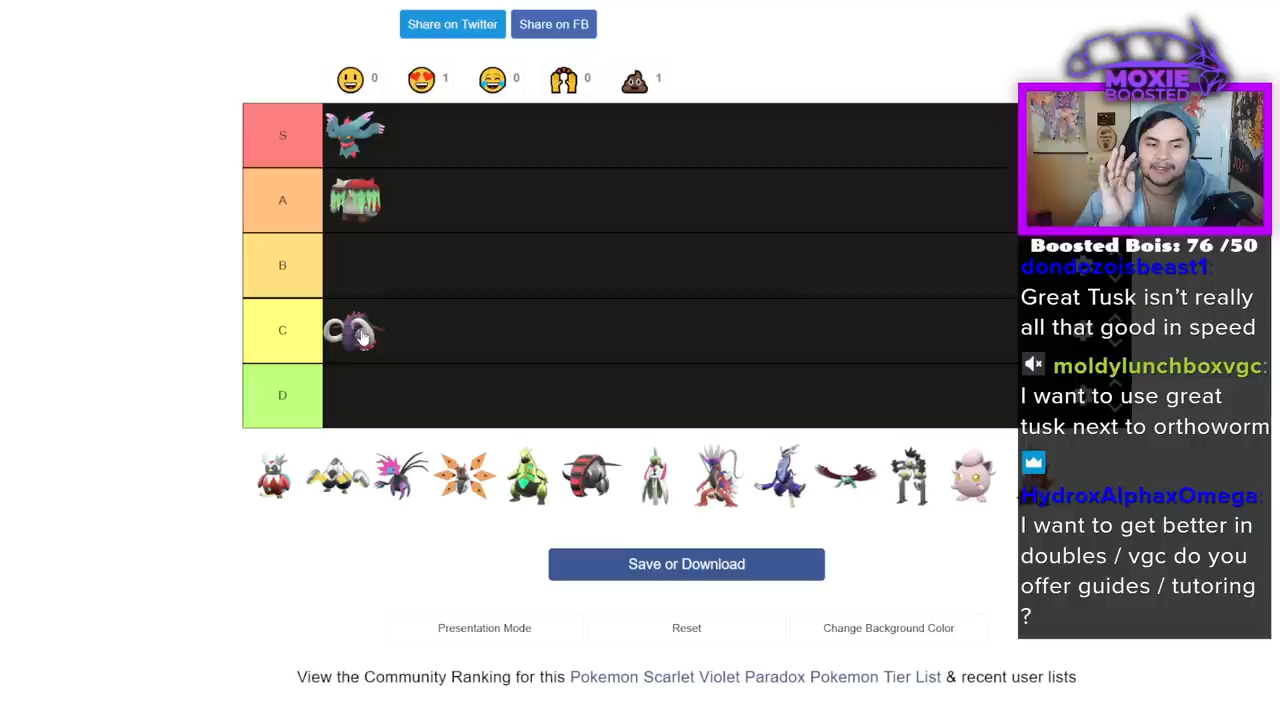 Share on Twitter
Share on FB
0
1
0
0
1
S
A
B
C
D
MOXIE
BOOSTED
Boosted Bois: 76 /50
dondozoisbeast1:
Great Tusk isn't really
all that good in speed
moldylunchboxvgc:
I want to use great
tusk next to orthoworm
HydroxAlphaxOmega:
I want to get better in
doubles / vgc do you
offer guides / tutoring
?
Save or Download
Presentation Mode
Reset
Change Background Color
View the Community Ranking for this Pokemon Scarlet Violet Paradox Pokemon Tier List & recent user lists